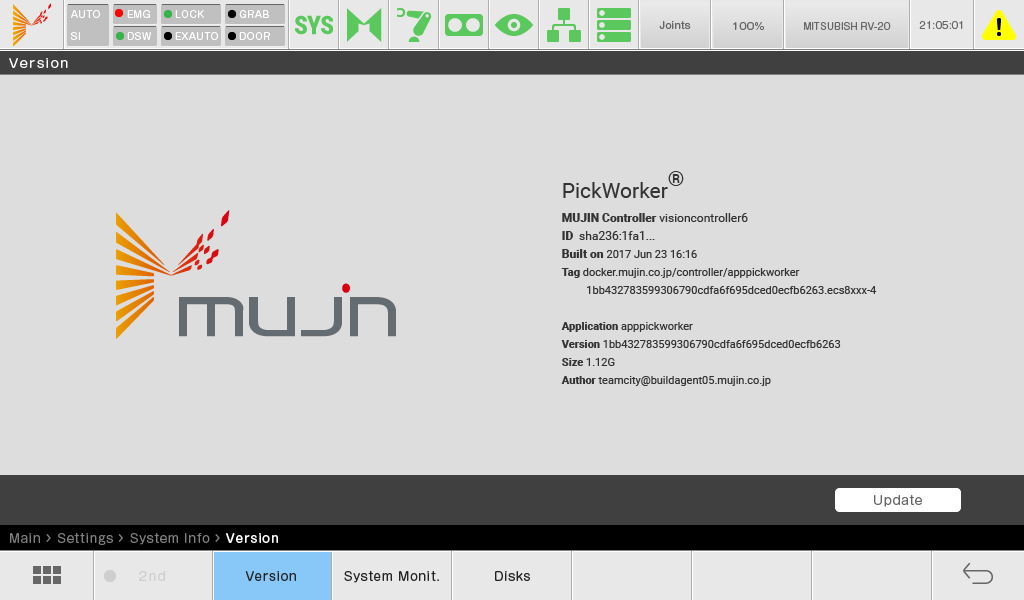 AUTO EMG LOCK GRAB
SI DSW EXAUTO DOOR
SYS
Joints
100%
MITSUBISH RV-20
21:05:01
Version
PickWorker®
MUJIN Controller visioncontroller6
ID sha236:1fa1...
Built on 2017 Jun 23 16:16
Tag docker.mujin.co.jp/controller/apppickworker
1bb432783599306790cdfa6f695dced0ecfb6263.ecs8xxx-4
mujin
Application apppickworker
Version 1bb432783599306790cdfa6f695dced0ecfb6263
Size 1.12G
Author teamcity@buildagent05.mujin.co.jp
Update
Main > Settings > System Info > Version
2nd
Version
System Monit.
Disks